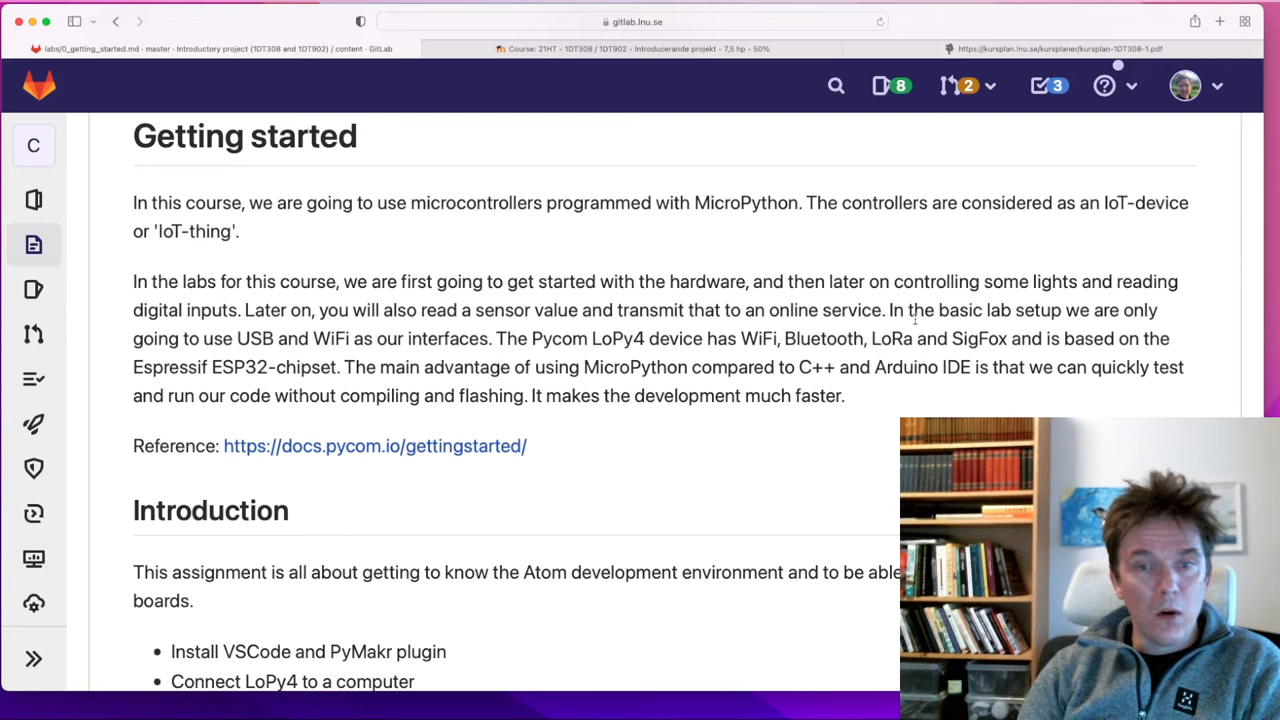 gitlab.lnu.se
labs/0_getting_started.md · master · Introductory project (1DT308 and 1DT902) / content · GitLab
Course: 21HT - 1DT308 / 1DT902 - Introducerande projekt - 7,5 hp - 50%
https://kursplan.lnu.se/kursplaner/kursplan-1DT308-1.pdf
8
2
3
C
Getting started
In this course, we are going to use microcontrollers programmed with MicroPython. The controllers are considered as an IoT-device
or 'IoT-thing'.
In the labs for this course, we are first going to get started with the hardware, and then later on controlling some lights and reading
digital inputs. Later on, you will also read a sensor value and transmit that to an online service. In the basic lab setup we are only
going to use USB and WiFi as our interfaces. The Pycom LoPy4 device has WiFi, Bluetooth, LoRa and SigFox and is based on the
Espressif ESP32-chipset. The main advantage of using MicroPython compared to C++ and Arduino IDE is that we can quickly test
and run our code without compiling and flashing. It makes the development much faster.
Reference: https://docs.pycom.io/gettingstarted/
Introduction
This assignment is all about getting to know the Atom development environment and to be able
boards.
• Install VSCode and PyMakr plugin
• Connect LoPy4 to a computer